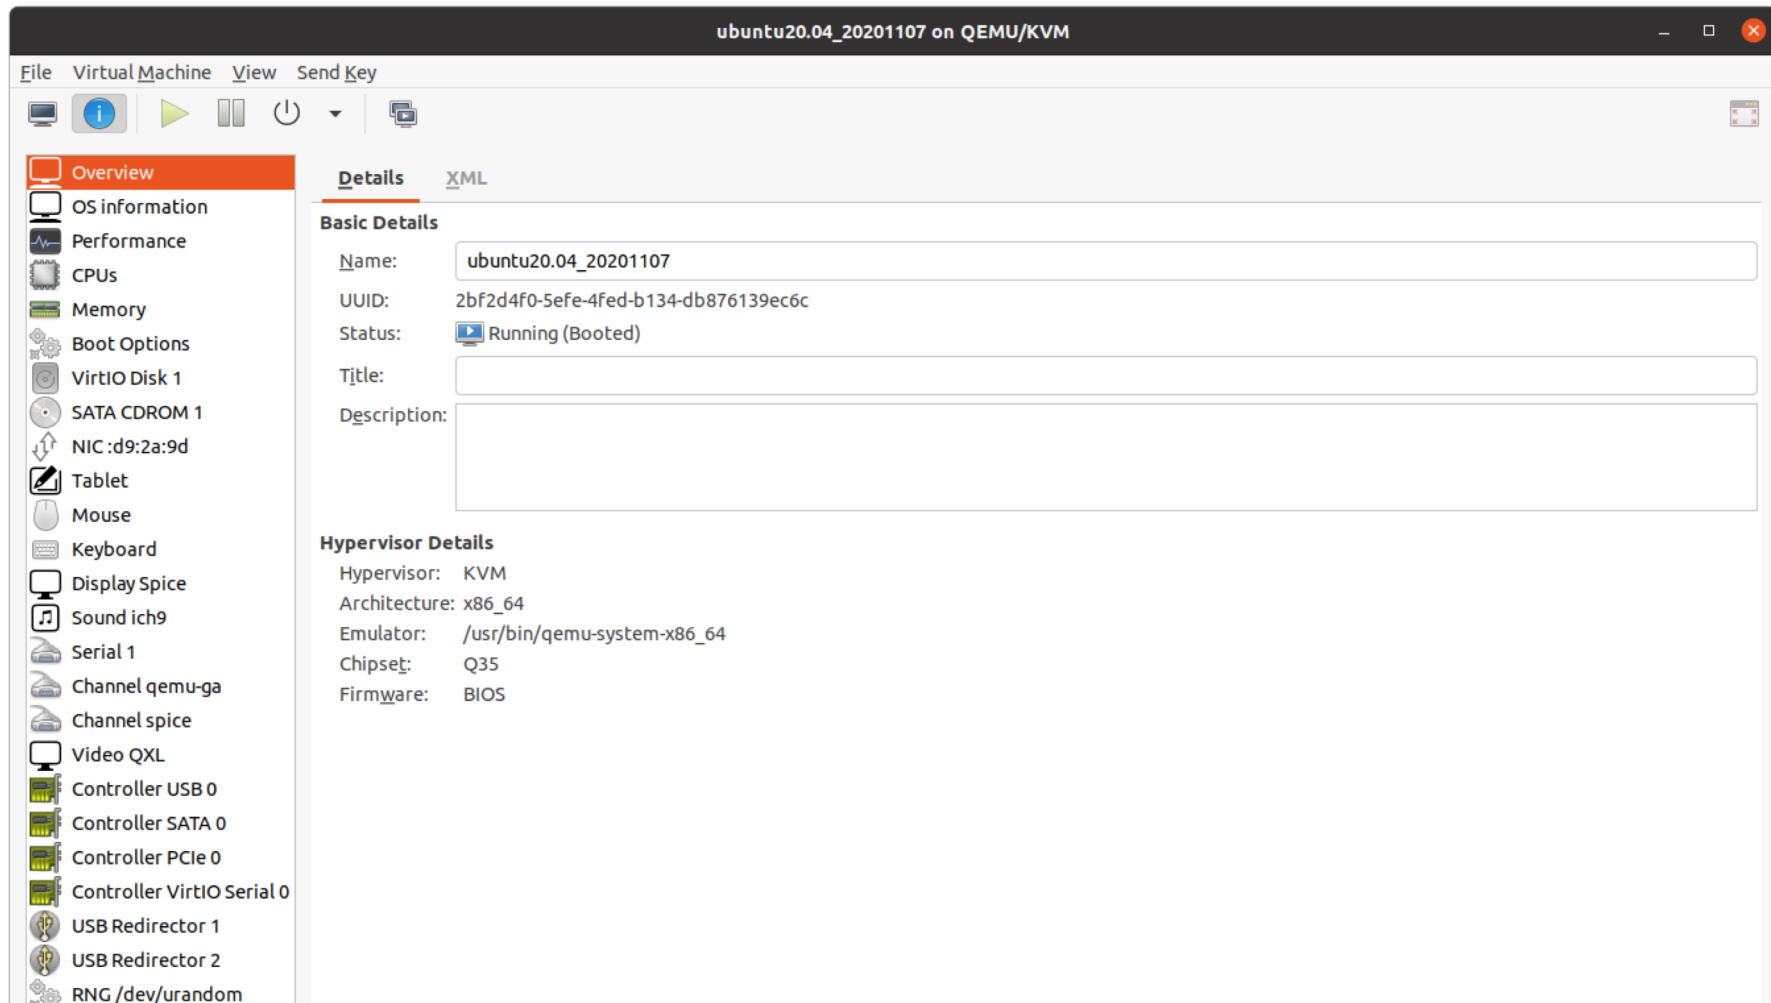 ubuntu20.04_20201107 on QEMU/KVM
File Virtual Machine View Send Key
Overview
OS information
Performance
CPUs
Memory
Boot Options
VirtIO Disk 1
SATA CDROM 1
NIC :d9:2a:9d
Tablet
Mouse
Keyboard
Display Spice
Sound ich9
Serial 1
Channel qemu-ga
Channel spice
Video QXL
Controller USB 0
Controller SATA 0
Controller PCIe 0
Controller VirtIO Serial 0
USB Redirector 1
USB Redirector 2
RNG /dev/urandom
Details XML
Basic Details
Name: ubuntu20.04_20201107
UUID: 2bf2d4f0-5efe-4fed-b134-db876139ec6c
Status: Running (Booted)
Title:
Description:
Hypervisor Details
Hypervisor: KVM
Architecture: x86_64
Emulator: /usr/bin/qemu-system-x86_64
Chipset: Q35
Firmware: BIOS